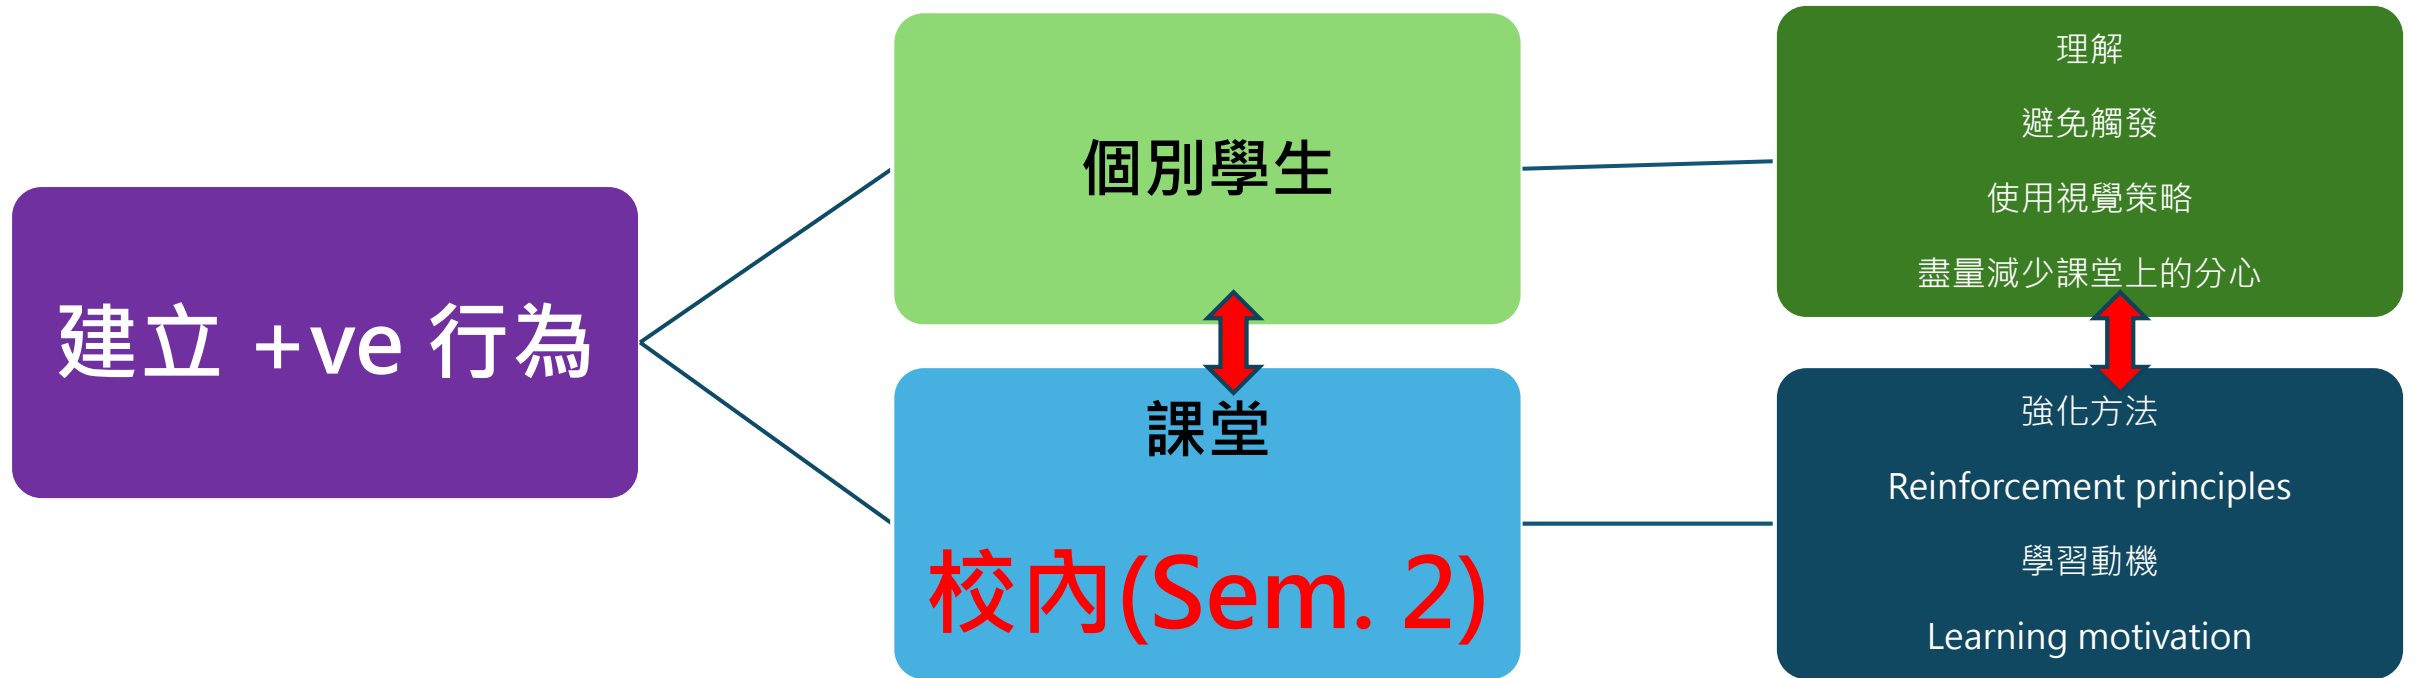 建立 +ve 行為
個別學生
課堂
校內(Sem. 2)
理解
避免觸發
使用視覺策略
盡量減少課堂上的分心
強化方法
Reinforcement principles
學習動機
Learning motivation